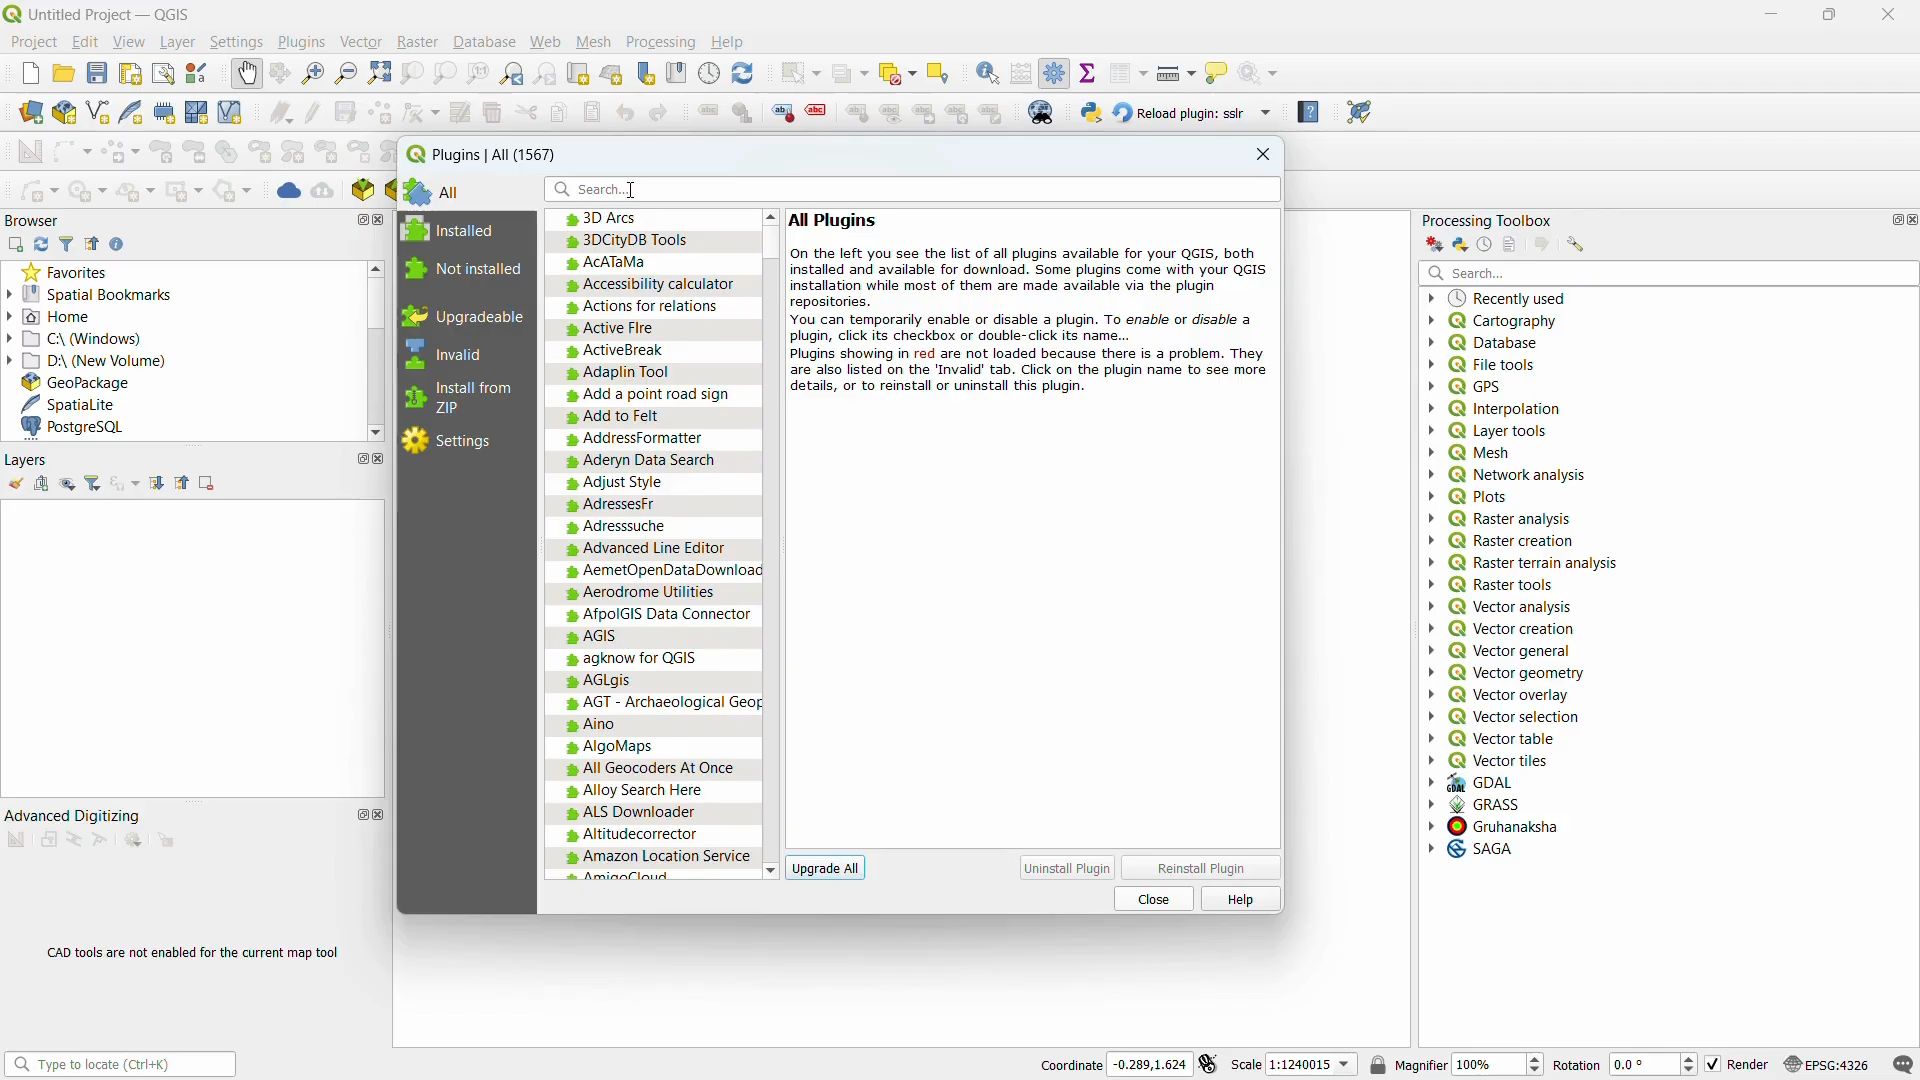 Untitled Project — QGIS
Project Edit View Layer Settings Plugins Vector Raster Database Web Mesh Processing Help
Reload plugin: sslr
Plugins | All (1567)
All
Installed
Not installed
Upgradeable
Invalid
Install from
ZIP
Settings
Search...
3D Arcs
3DCityDB Tools
AcATaMa
Accessibility calculator
Actions for relations
Active FIre
ActiveBreak
Adaplin Tool
Add a point road sign
Add to Felt
AddressFormatter
Aderyn Data Search
Adjust Style
AdressesFr
Adresssuche
Advanced Line Editor
AemetOpenDataDownload
Aerodrome Utilities
AfpolGIS Data Connector
AGIS
agknow for QGIS
AGLgis
AGT - Archaeological Geop
Aino
AlgoMaps
All Geocoders At Once
Alloy Search Here
ALS Downloader
Altitudecorrector
Amazon Location Service
AmigoCloud
All Plugins
On the left you see the list of all plugins available for your QGIS, both
installed and available for download. Some plugins come with your QGIS
installation while most of them are made available via the plugin
repositories.
You can temporarily enable or disable a plugin. To enable or disable a
plugin, click its checkbox or double-click its name...
Plugins showing in red are not loaded because there is a problem. They
are also listed on the 'Invalid' tab. Click on the plugin name to see more
details, or to reinstall or uninstall this plugin.
Upgrade All
Uninstall Plugin
Reinstall Plugin
Close
Help
Browser
Favorites
Spatial Bookmarks
Home
C:\ (Windows)
D:\ (New Volume)
GeoPackage
SpatiaLite
PostgreSQL
Layers
Advanced Digitizing
CAD tools are not enabled for the current map tool
Processing Toolbox
Search...
Recently used
Cartography
Database
File tools
GPS
Interpolation
Layer tools
Mesh
Network analysis
Plots
Raster analysis
Raster creation
Raster terrain analysis
Raster tools
Vector analysis
Vector creation
Vector general
Vector geometry
Vector overlay
Vector selection
Vector table
Vector tiles
GDAL
GRASS
Gruhanaksha
SAGA
Type to locate (Ctrl+K)
Coordinate -0.289,1.624
Scale 1:1240015
Magnifier 100%
Rotation 0.0 °
Render
EPSG:4326